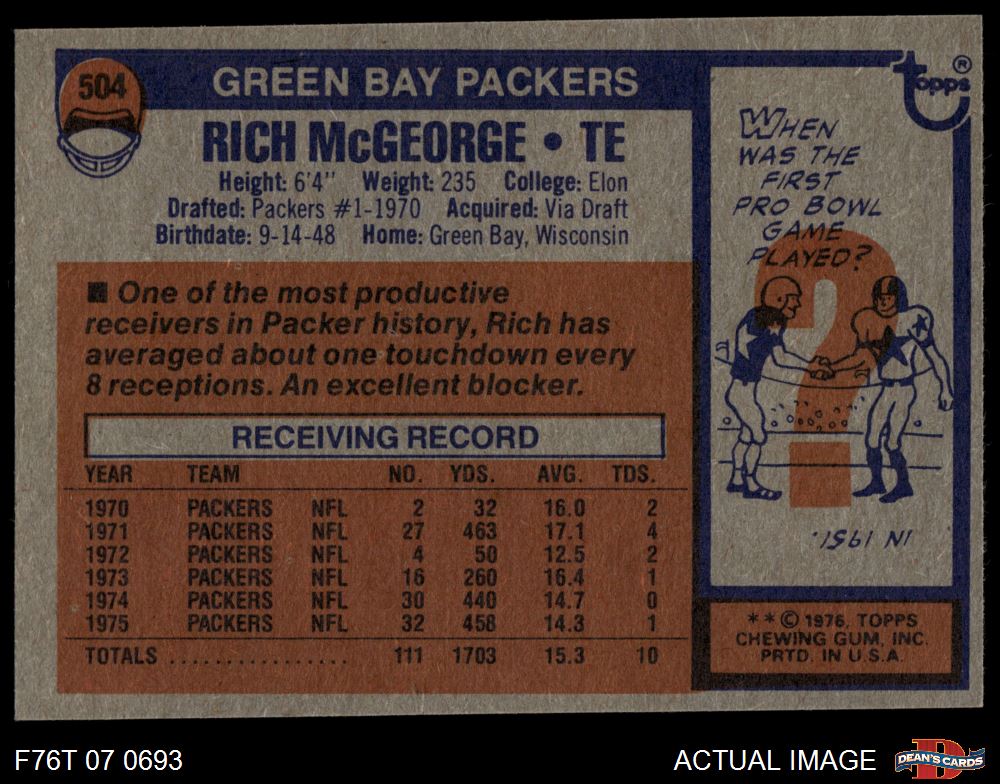 504
GREEN BAY PACKERS
RICH McGEORGE • TE
Height: 6'4" Weight: 235 College: Elon
Drafted: Packers #1-1970 Acquired: Via Draft
Birthdate: 9-14-48 Home: Green Bay, Wisconsin
■ One of the most productive
receivers in Packer history, Rich has
averaged about one touchdown every
8 receptions. An excellent blocker.
RECEIVING RECORD
YEAR TEAM NO. YDS. AVG. TDS.
1970 PACKERS NFL 2 32 16.0 2
1971 PACKERS NFL 27 463 17.1 4
1972 PACKERS NFL 4 50 12.5 2
1973 PACKERS NFL 16 260 16.4 1
1974 PACKERS NFL 30 440 14.7 0
1975 PACKERS NFL 32 458 14.3 1
TOTALS ................ 111 1703 15.3 10
topps ®
WHEN
WAS THE
FIRST
PRO BOWL
GAME
PLAYED?
?
IN 1951.
* * © 1976. TOPPS
CHEWING GUM, INC.
PRTD. IN U.S.A.
F76T 07 0693
ACTUAL IMAGE
D
DEAN'S CARDS